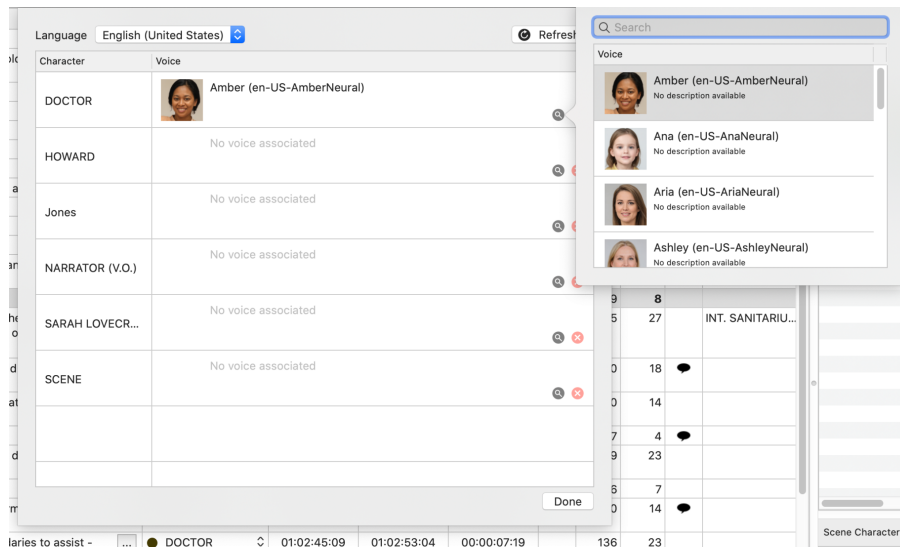 Language English (United States) Refresh
Character Voice
DOCTOR Amber (en-US-AmberNeural)
HOWARD No voice associated
Jones No voice associated
NARRATOR (V.O.) No voice associated
SARAH LOVECR... No voice associated
SCENE No voice associated
Done
Search
Voice
Amber (en-US-AmberNeural)
No description available
Ana (en-US-AnaNeural)
No description available
Aria (en-US-AriaNeural)
No description available
Ashley (en-US-AshleyNeural)
No description available
9 8
5 27 INT. SANITARIU...
0 18
0 14
7 4
9 23
6 7
0 14
laries to assist - ... DOCTOR 01:02:45:09 01:02:53:04 00:00:07:19 136 23
Scene Character